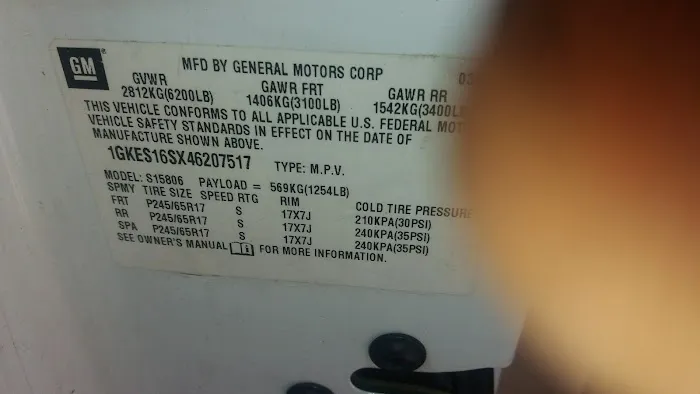 GM
MFD BY GENERAL MOTORS CORP
GVWR GAWR FRT GAWR RR
2812KG(6200LB) 1406KG(3100LB) 1542KG(3400L
THIS VEHICLE CONFORMS TO ALL APPLICABLE U.S. FEDERAL MOT
VEHICLE SAFETY STANDARDS IN EFFECT ON THE DATE OF
MANUFACTURE SHOWN ABOVE.
1GKES16SX46207517 TYPE: M.P.V.
MODEL: S15806 PAYLOAD = 569KG(1254LB)
SPMY TIRE SIZE SPEED RTG RIM COLD TIRE PRESSURE
FRT P245/65R17 S 17X7J 210KPA(30PSI)
RR P245/65R17 S 17X7J 240KPA(35PSI)
SPA P245/65R17 S 17X7J 240KPA(35PSI)
SEE OWNER'S MANUAL FOR MORE INFORMATION.